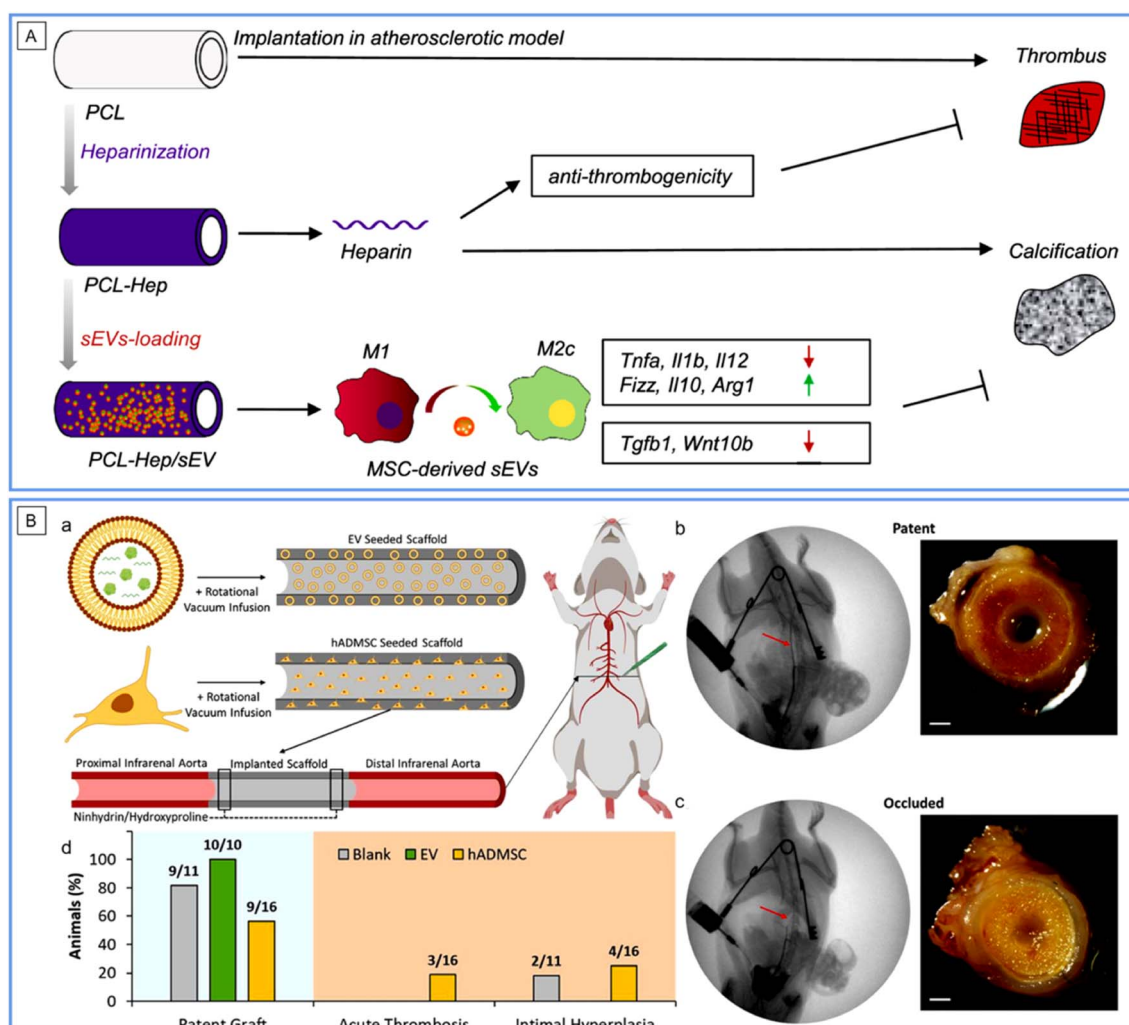 A
Implantation in atherosclerotic model
Thrombus
PCL
Heparinization
anti-thrombogenicity
Heparin
Calcification
PCL-Hep
sEVs-loading
M1
M2c
Tnfa, Il1b, Il12
Fizz, Il10, Arg1
Tgfb1, Wnt10b
PCL-Hep/sEV
MSC-derived sEVs
B
a
EV Seeded Scaffold
+ Rotational
Vacuum Infusion
hADMSC Seeded Scaffold
+ Rotational
Vacuum Infusion
Proximal Infrarenal Aorta
Implanted Scaffold
Distal Infrarenal Aorta
Ninhydrin/Hydroxyproline
b
Patent
c
Occluded
d
Blank
EV
hADMSC
Animals (%)
100
80
60
40
20
0
9/11
10/10
9/16
3/16
2/11
4/16
Patent Graft
Acute Thrombosis
Intimal Hyperplasia